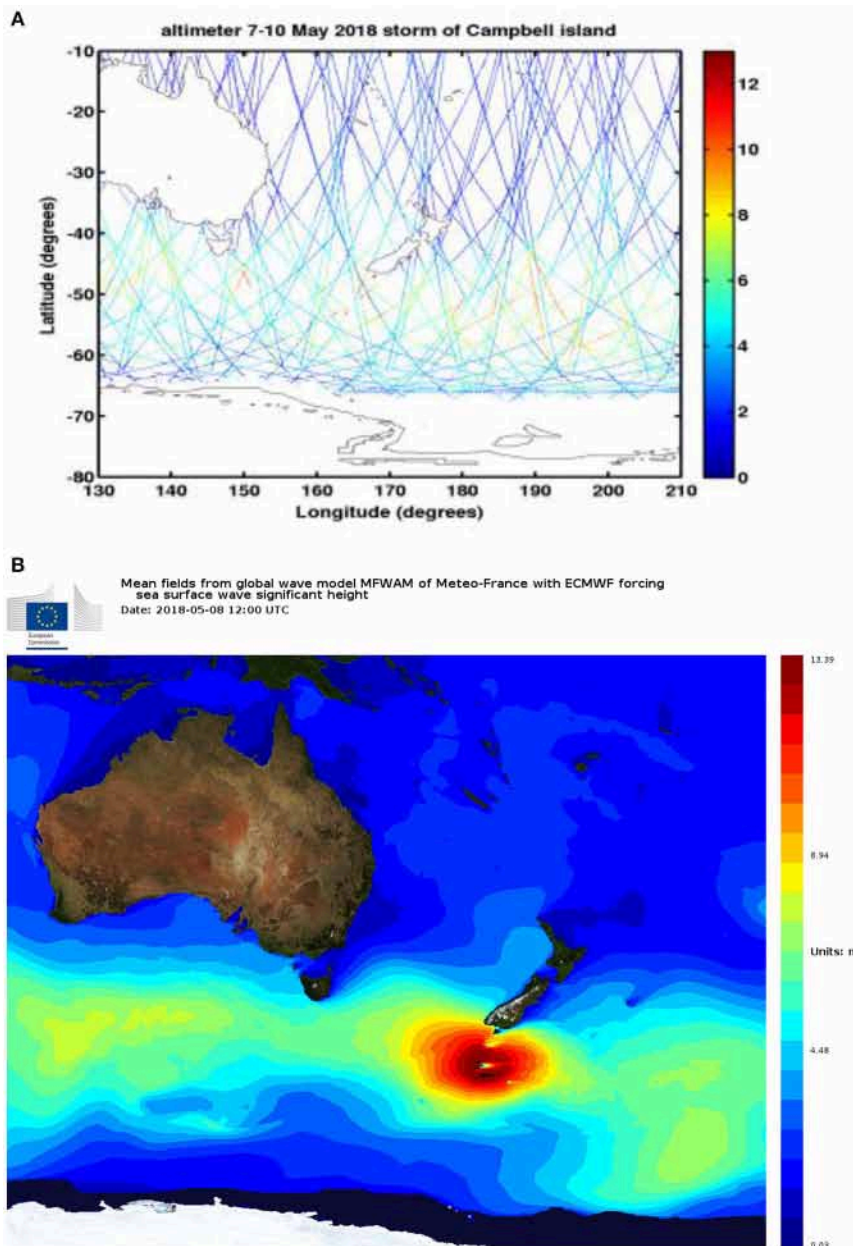 A
altimeter 7-10 May 2018 storm of Campbell island
Latitude (degrees)
-10
-20
-30
-40
-50
-60
-70
-80
130 140 150 160 170 180 190 200 210
Longitude (degrees)
12
10
8
6
4
2
0
B
European
Commission
Mean fields from global wave model MFWAM of Meteo-France with ECMWF forcing
sea surface wave significant height
Date: 2018-05-08 12:00 UTC
13.39
8.94
Units:
4.48